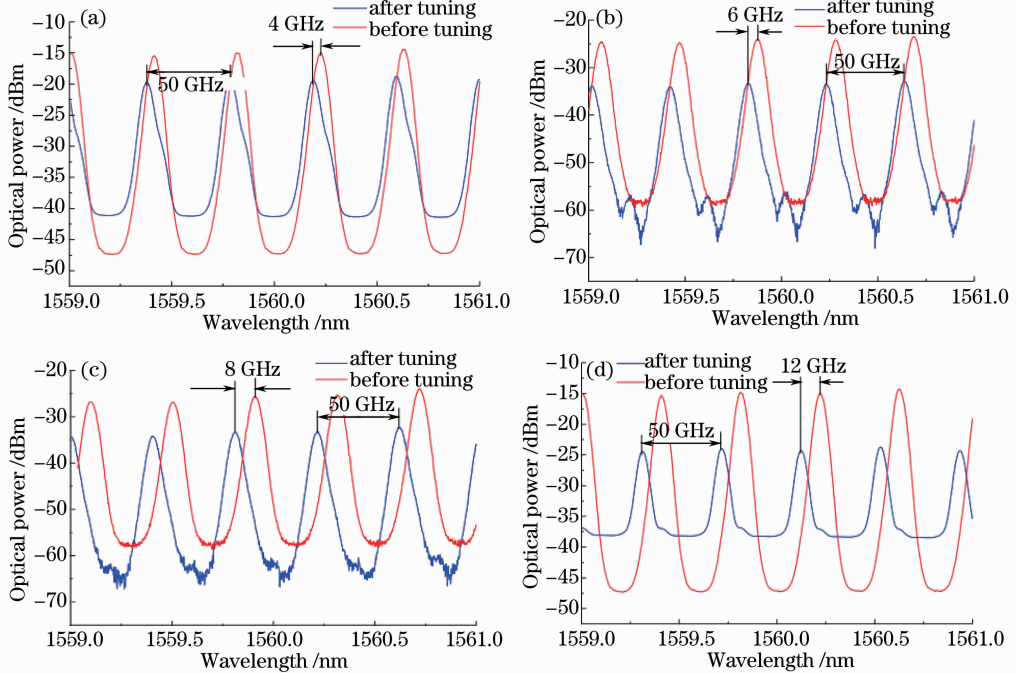 (a)
after tuning
before tuning
4 GHz
50 GHz
−10
−15
−20
−25
−30
−35
−40
−45
−50
Optical power /dBm
1559.0 1559.5 1560.0 1560.5 1561.0
Wavelength /nm
(b)
after tuning
before tuning
6 GHz
50 GHz
−20
−30
−40
−50
−60
−70
Optical power /dBm
1559.0 1559.5 1560.0 1560.5 1561.0
Wavelength /nm
(c)
after tuning
before tuning
8 GHz
50 GHz
−20
−30
−40
−50
−60
−70
Optical power /dBm
1559.0 1559.5 1560.0 1560.5 1561.0
Wavelength /nm
(d)
after tuning
before tuning
12 GHz
50 GHz
−10
−15
−20
−25
−30
−35
−40
−45
−50
Optical power /dBm
1559.0 1559.5 1560.0 1560.5 1561.0
Wavelength /nm